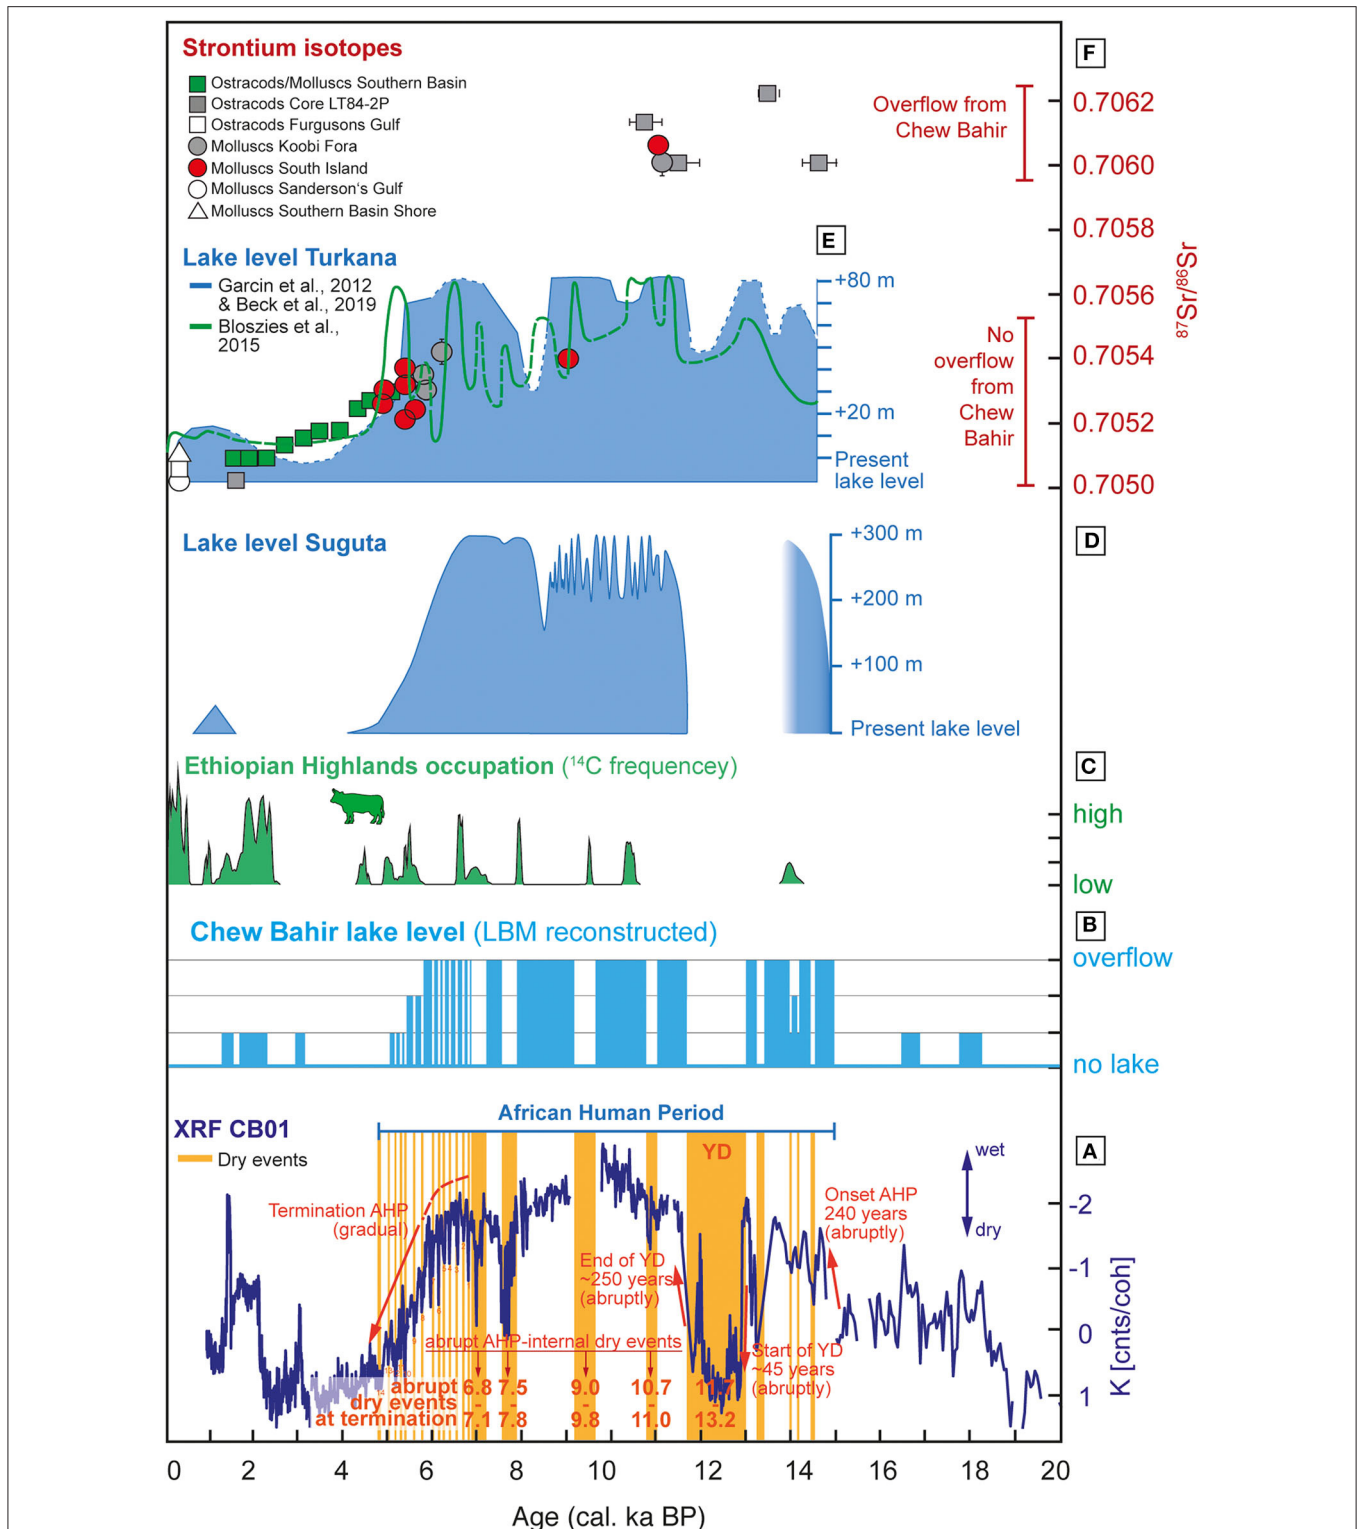 Strontium isotopes
F
Ostracods/Molluscs Southern Basin
Ostracods Core LT84-2P
Ostracods Furgusons Gulf
Molluscs Koobi Fora
Molluscs South Island
Molluscs Sanderson's Gulf
Molluscs Southern Basin Shore
Overflow from
Chew Bahir
0.7062
0.7060
0.7058
0.7056
0.7054
0.7052
0.7050
87Sr/86Sr
No
overflow
from
Chew
Bahir
E
Lake level Turkana
Garcin et al., 2012
& Beck et al., 2019
Bloszies et al.,
2015
+80 m
+20 m
Present
lake level
Lake level Suguta
D
+300 m
+200 m
+100 m
Present lake level
Ethiopian Highlands occupation (14C frequencey)
C
high
low
Chew Bahir lake level (LBM reconstructed)
B
overflow
no lake
African Human Period
XRF CB01
Dry events
A
YD
wet
dry
Termination AHP
(gradual)
Onset AHP
240 years
(abruptly)
End of YD
~250 years
(abruptly)
Start of YD
~45 years
(abruptly)
abrupt AHP-internal dry events
abrupt
dry events
at termination
6.8 - 7.1
7.5 - 7.8
9.0 - 9.8
10.7 - 11.0
11.7 - 13.2
-2
-1
0
1
K [cnts/coh]
0 2 4 6 8 10 12 14 16 18 20
Age (cal. ka BP)